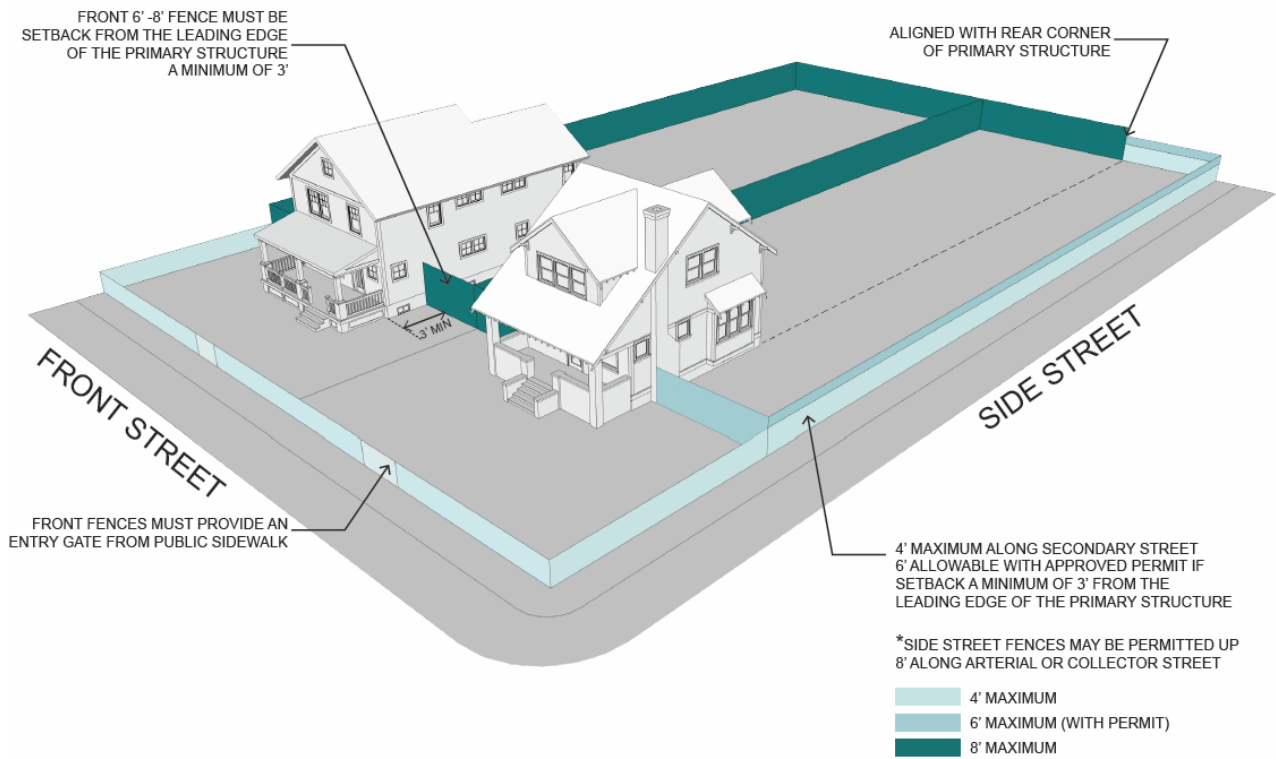 FRONT 6' -8' FENCE MUST BE
SETBACK FROM THE LEADING EDGE
OF THE PRIMARY STRUCTURE
A MINIMUM OF 3'
ALIGNED WITH REAR CORNER
OF PRIMARY STRUCTURE
3' MIN
FRONT STREET
SIDE STREET
FRONT FENCES MUST PROVIDE AN
ENTRY GATE FROM PUBLIC SIDEWALK
4' MAXIMUM ALONG SECONDARY STREET
6' ALLOWABLE WITH APPROVED PERMIT IF
SETBACK A MINIMUM OF 3' FROM THE
LEADING EDGE OF THE PRIMARY STRUCTURE
*SIDE STREET FENCES MAY BE PERMITTED UP
8' ALONG ARTERIAL OR COLLECTOR STREET
4' MAXIMUM
6' MAXIMUM (WITH PERMIT)
8' MAXIMUM